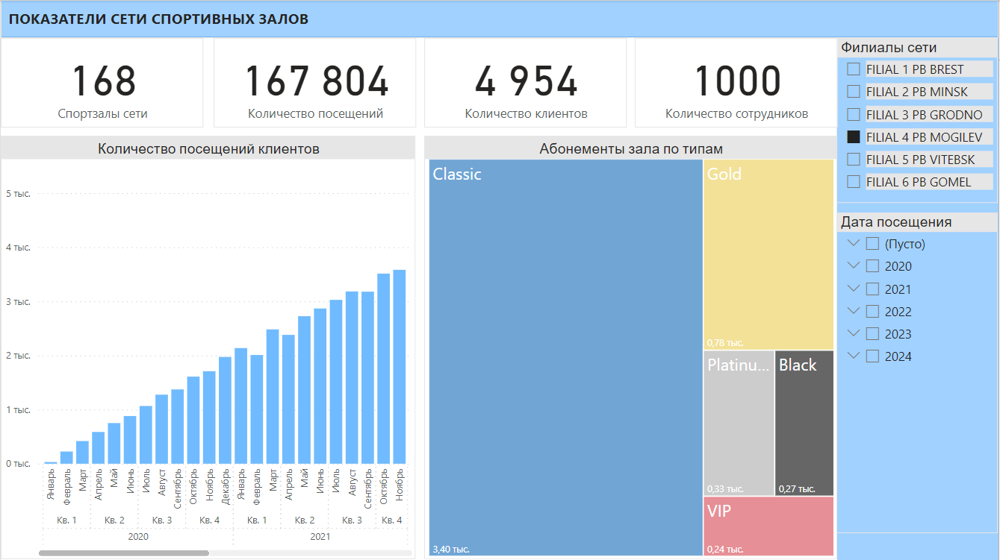 ПОКАЗАТЕЛИ СЕТИ СПОРТИВНЫХ ЗАЛОВ
168
Спортзалы сети
167 804
Количество посещений
4 954
Количество клиентов
1000
Количество сотрудников
Филиалы сети
FILIAL 1 PB BREST
FILIAL 2 PB MINSK
FILIAL 3 PB GRODNO
FILIAL 4 PB MOGILEV
FILIAL 5 PB VITEBSK
FILIAL 6 PB GOMEL
Дата посещения
(Пусто)
2020
2021
2022
2023
2024
Количество посещений клиентов
5 тыс.
4 тыс.
3 тыс.
2 тыс.
1 тыс.
0 тыс.
Январь
Февраль
Март
Апрель
Май
Июнь
Июль
Август
Сентябрь
Октябрь
Ноябрь
Декабрь
Январь
Февраль
Март
Апрель
Май
Июнь
Июль
Август
Сентябрь
Октябрь
Ноябрь
Кв. 1 Кв. 2 Кв. 3 Кв. 4 Кв. 1 Кв. 2 Кв. 3 Кв. 4
2020 2021
Абонементы зала по типам
Classic
3,40 тыс.
Gold
0,78 тыс.
Platinu...
0,33 тыс.
Black
0,27 тыс.
VIP
0,24 тыс.